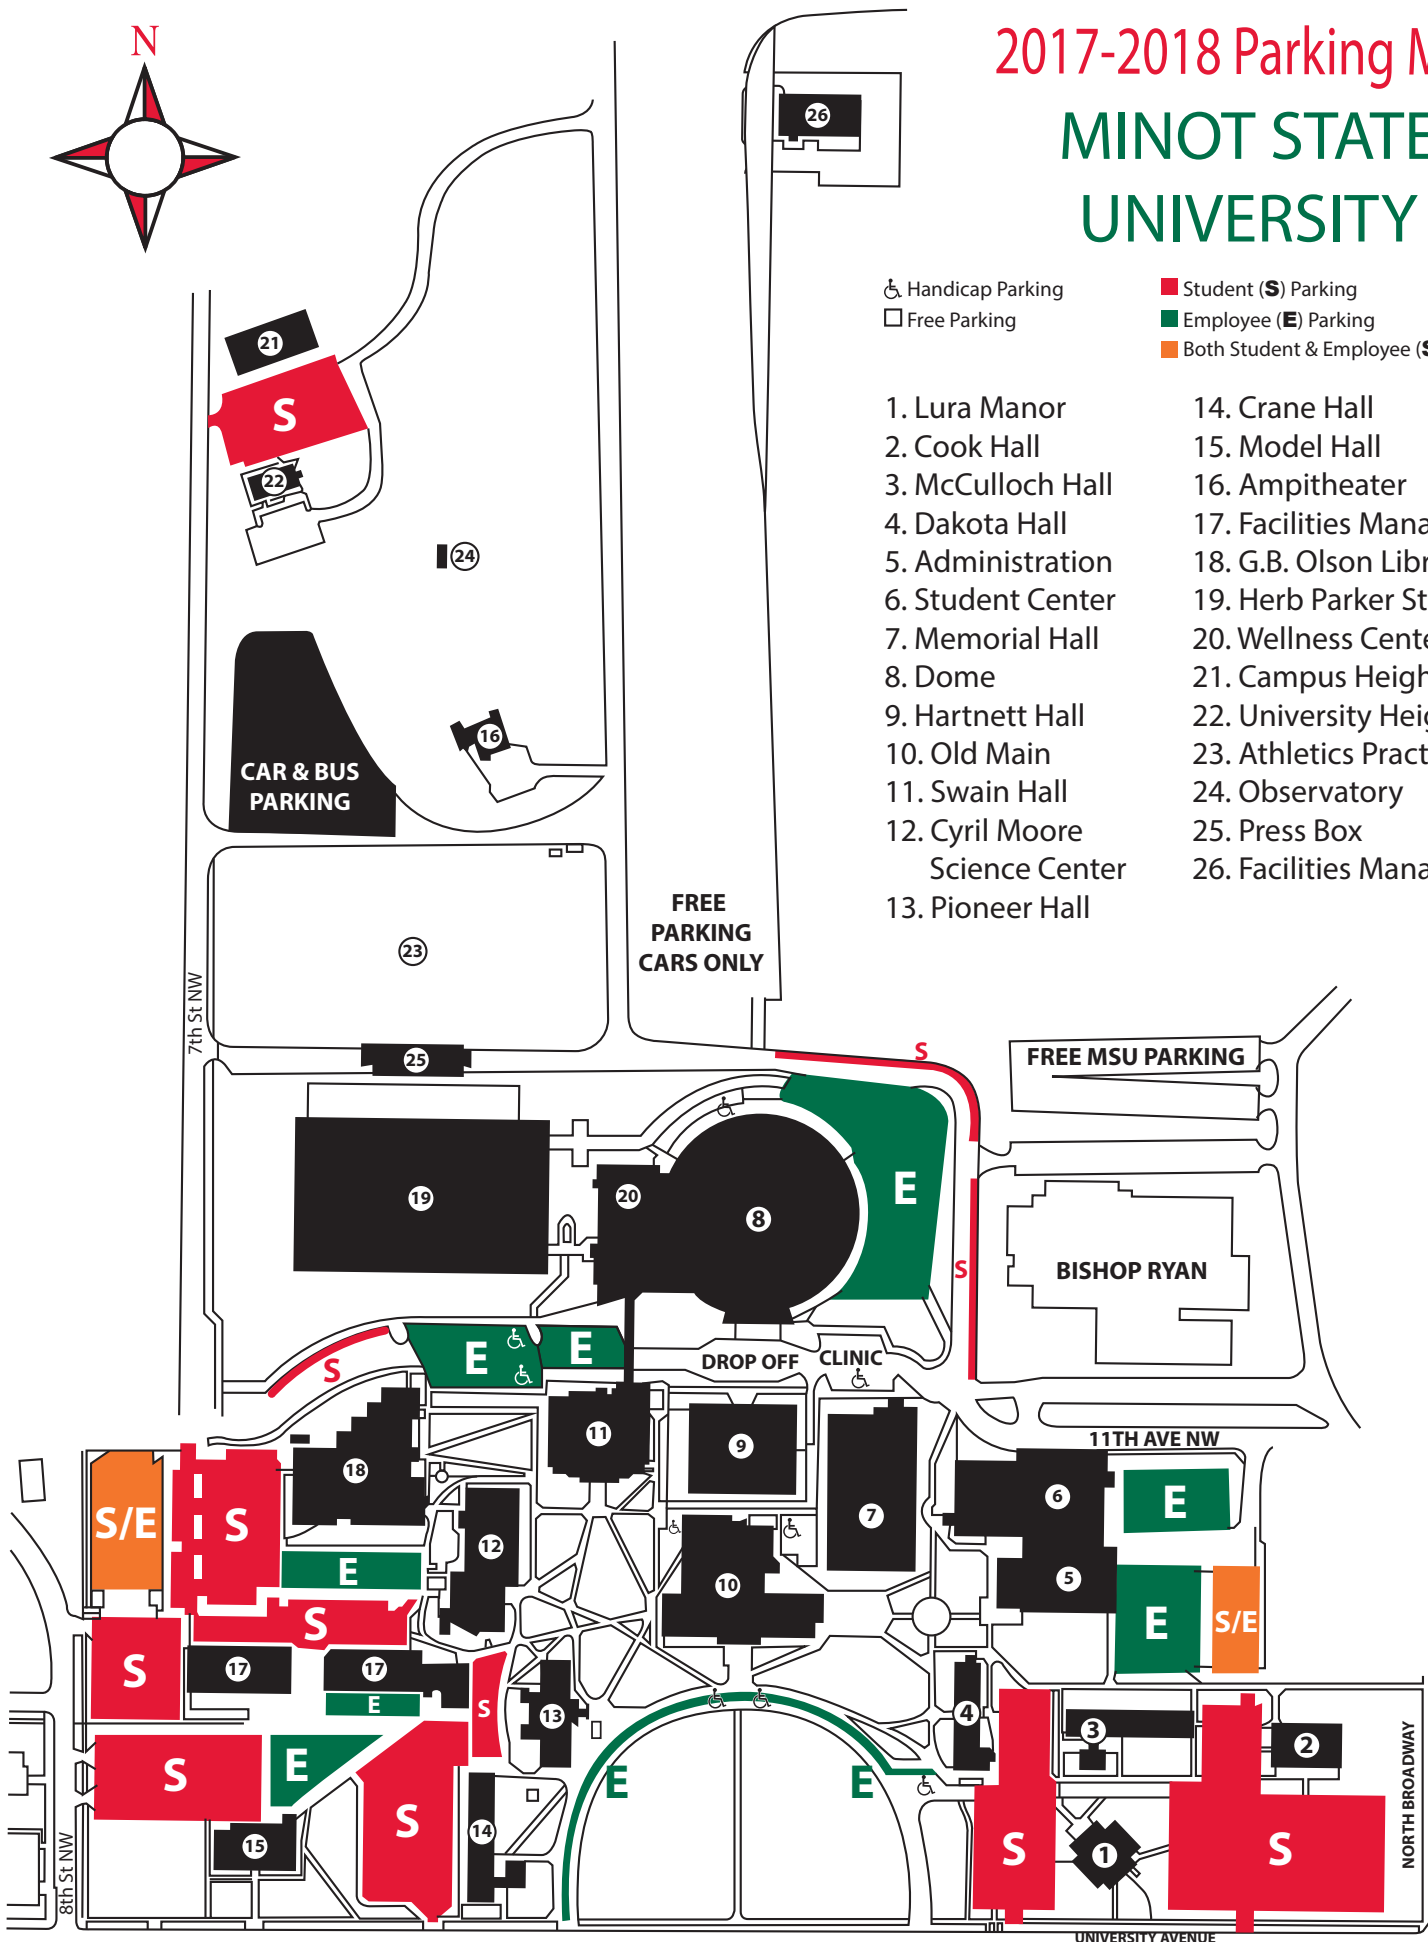 N
2017-2018 Parking
MINOT STATE
UNIVERSITY
Handicap Parking
Free Parking
Student (S) Parking
Employee (E) Parking
Both Student & Employee (
1. Lura Manor
2. Cook Hall
3. McCulloch Hall
4. Dakota Hall
5. Administration
6. Student Center
7. Memorial Hall
8. Dome
9. Hartnett Hall
10. Old Main
11. Swain Hall
12. Cyril Moore
Science Center
13. Pioneer Hall
14. Crane Hall
15. Model Hall
16. Ampitheater
17. Facilities Mana
18. G.B. Olson Libr
19. Herb Parker St
20. Wellness Cente
21. Campus Heigh
22. University Heig
23. Athletics Pract
24. Observatory
25. Press Box
26. Facilities Mana
26
21
S
22
24
16
CAR & BUS
PARKING
FREE
PARKING
CARS ONLY
23
7th St NW
25
S
FREE MSU PARKING
19
20
8
E
S
BISHOP RYAN
S
E
E
DROP OFF
CLINIC
11TH AVE NW
18
11
9
7
6
E
S/E
S
E
12
10
5
E
S/E
S
S
17
17
E
S
13
4
3
2
S
E
S
E
E
15
14
S
1
S
8th St NW
NORTH BROADWAY
UNIVERSITY AVENUE